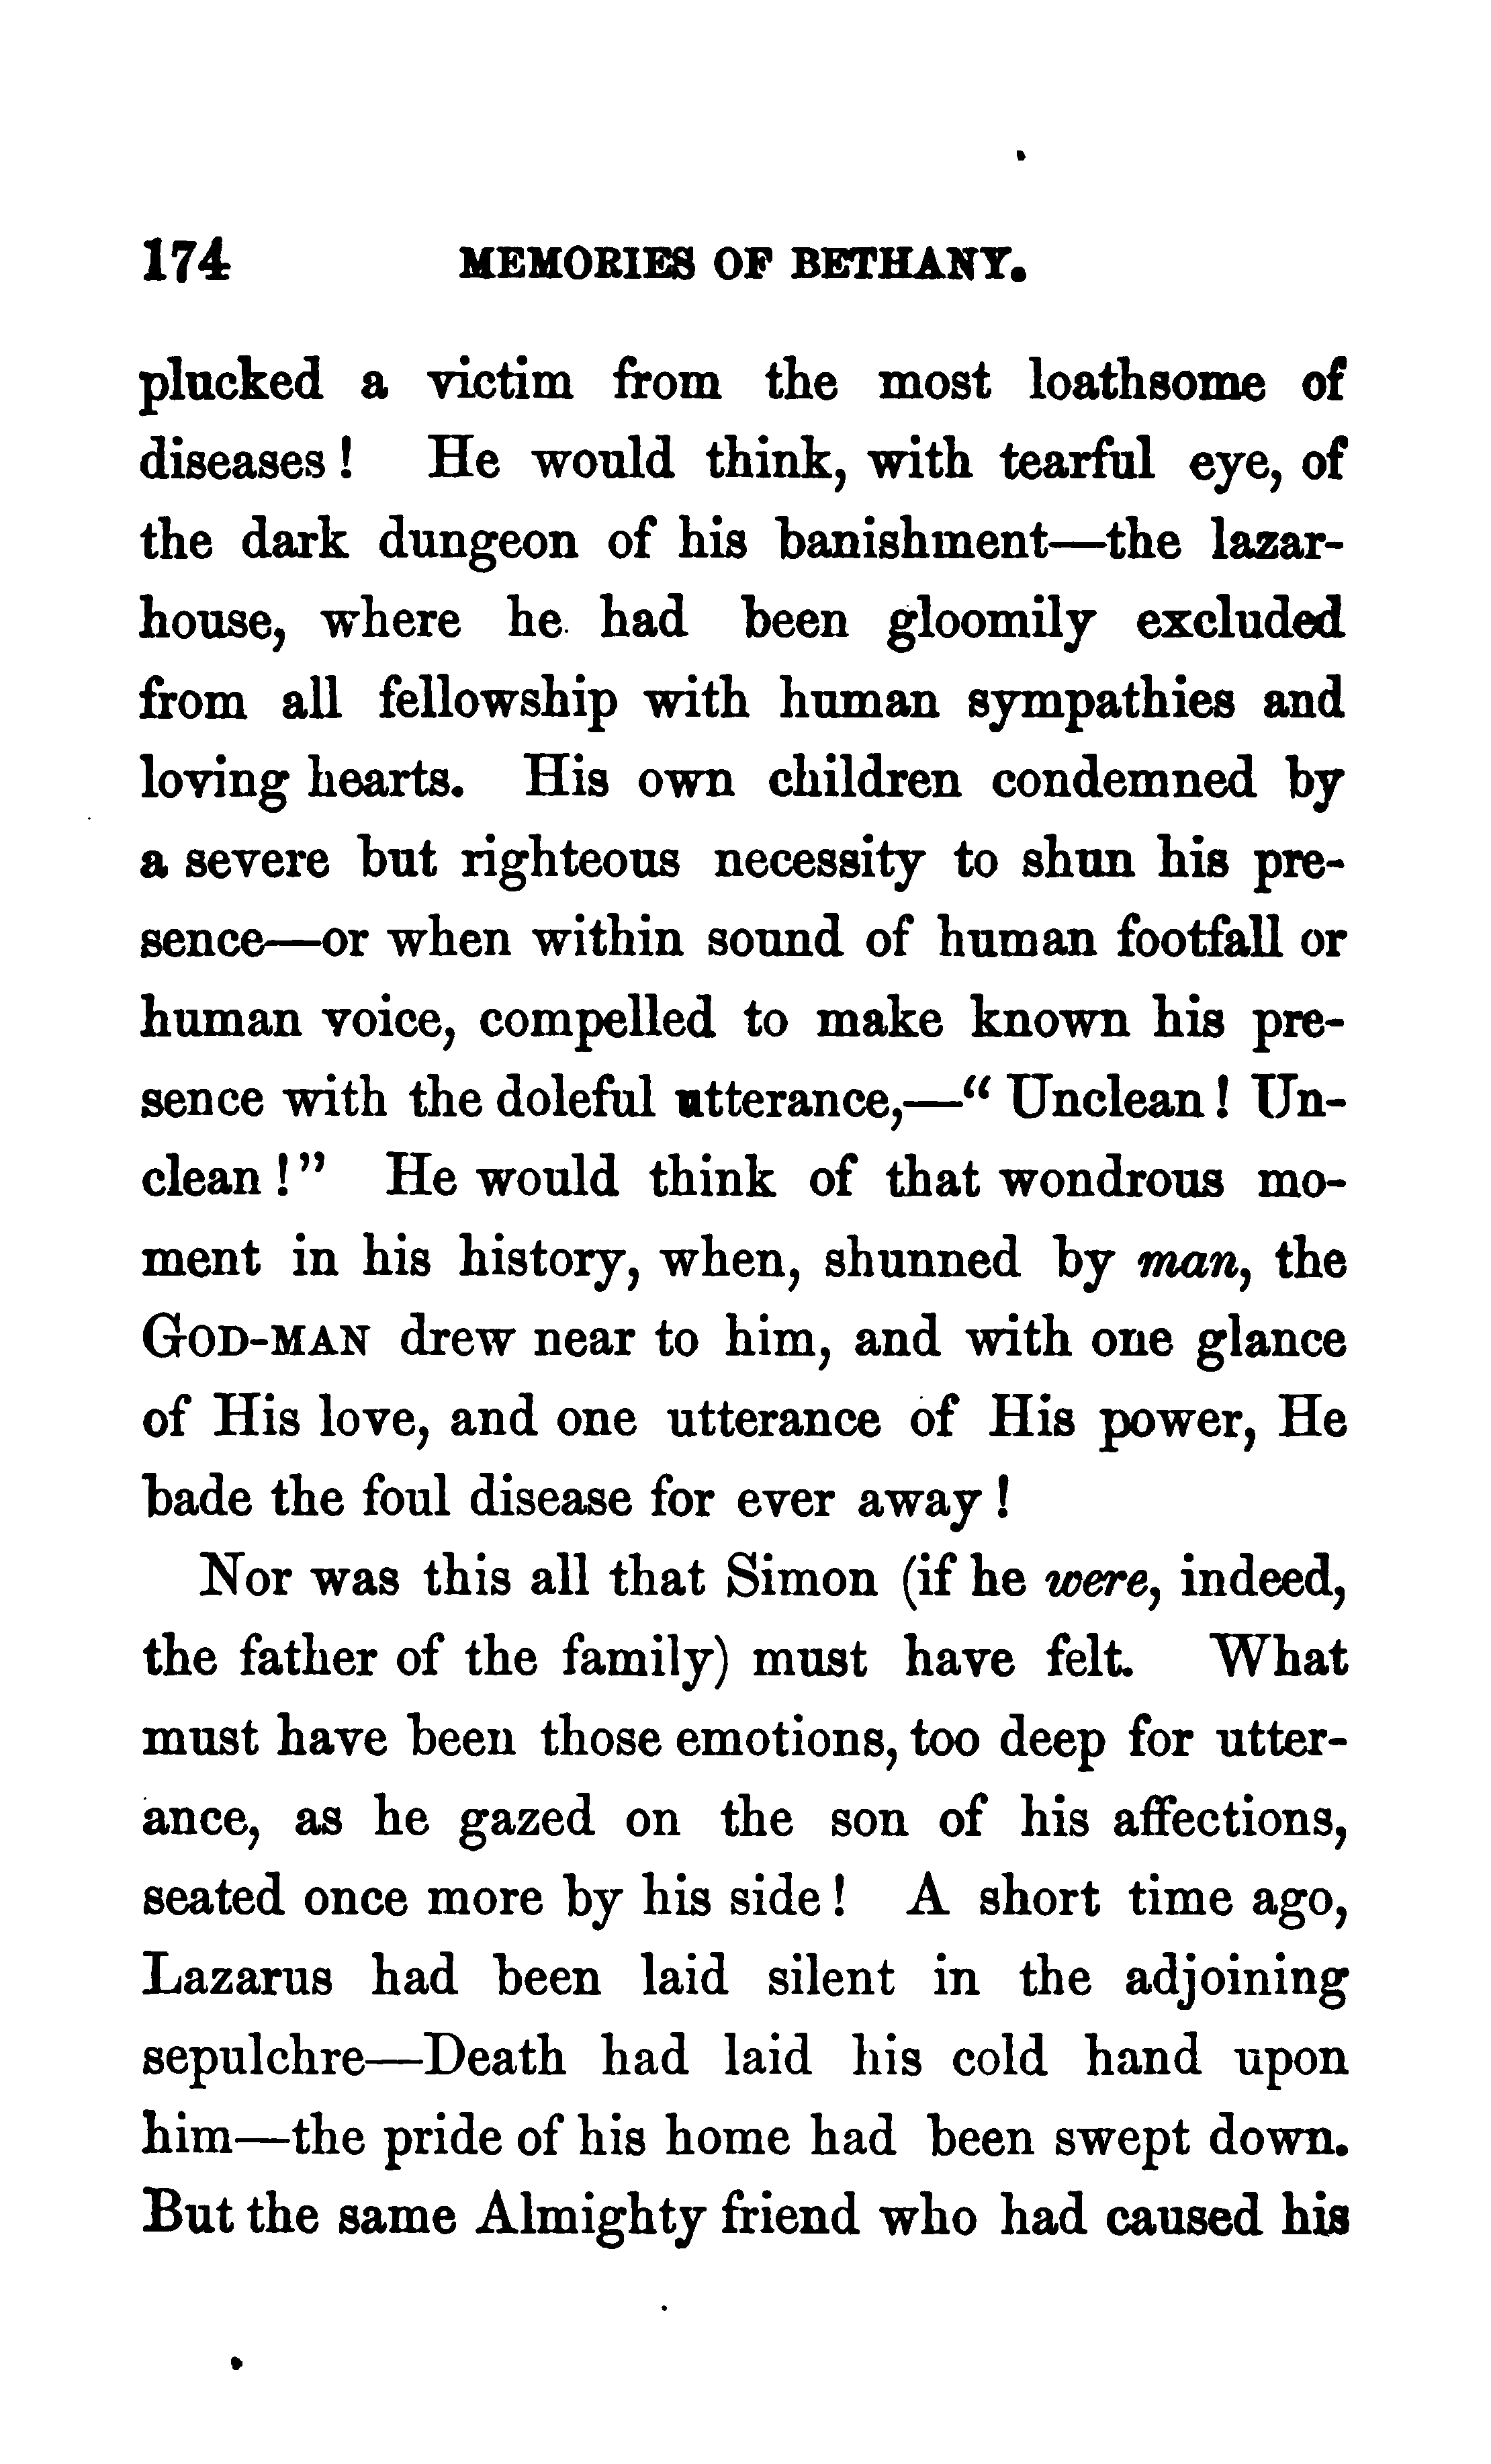 174 MEMORIES OF BETHANY.
plucked a victim from the most loathsome of
diseases! He would think, with tearful eye, of
the dark dungeon of his banishment—the lazar-
house, where he had been gloomily excluded
from all fellowship with human sympathies and
loving hearts. His own children condemned by
a severe but righteous necessity to shun his pre-
sence—or when within sound of human footfall or
human voice, compelled to make known his pre-
sence with the doleful utterance,—“Unclean! Un-
clean!” He would think of that wondrous mo-
ment in his history, when, shunned by man, the
GOD-MAN drew near to him, and with one glance
of His love, and one utterance of His power, He
bade the foul disease for ever away!
Nor was this all that Simon (if he were, indeed,
the father of the family) must have felt. What
must have been those emotions, too deep for utter-
ance, as he gazed on the son of his affections,
seated once more by his side! A short time ago,
Lazarus had been laid silent in the adjoining
sepulchre—Death had laid his cold hand upon
him—the pride of his home had been swept down.
But the same Almighty friend who had caused his